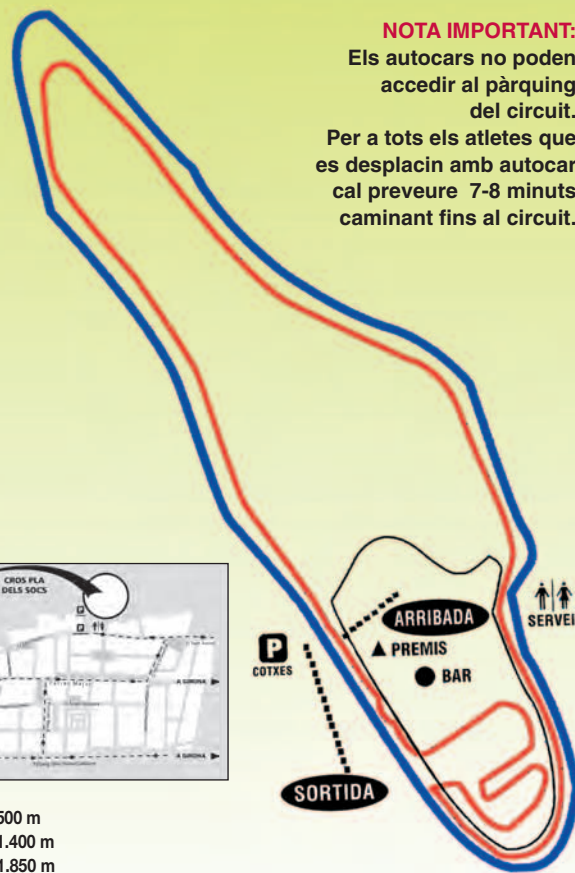 NOTA IMPORTANT:
Els autocars no poden
accedir al pàrquing
del circuit.
Per a tots els atletes que
es desplacin amb autocar
cal preveure 7-8 minuts
caminant fins al circuit.
CROS PLA
DELS SOCS
P
P
A GIRONA
A GIRONA
P
COTXES
ARRIBADA
PREMIS
BAR
SERVEI
SORTIDA
500 m
1.400 m
1.850 m